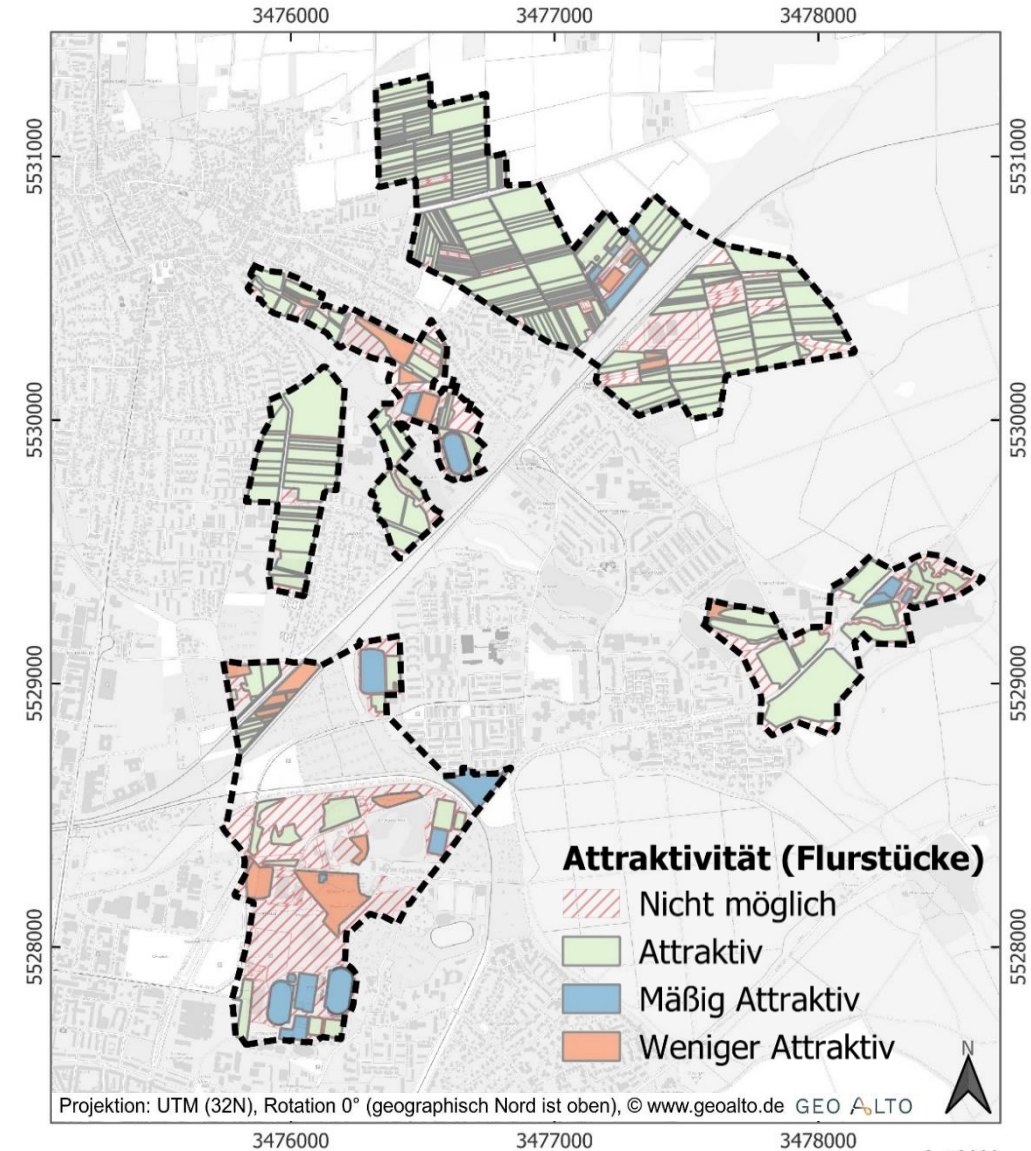 3476000 3477000 3478000
5531000 5531000
5530000 5530000
5529000 5529000
5528000 5528000
Attraktivität (Flurstücke)
Nicht möglich
Attraktiv
Mäßig Attraktiv
Weniger Attraktiv
N
Projektion: UTM (32N), Rotation 0° (geographisch Nord ist oben), © www.geoalto.de GEO ALTO
3476000 3477000 3478000